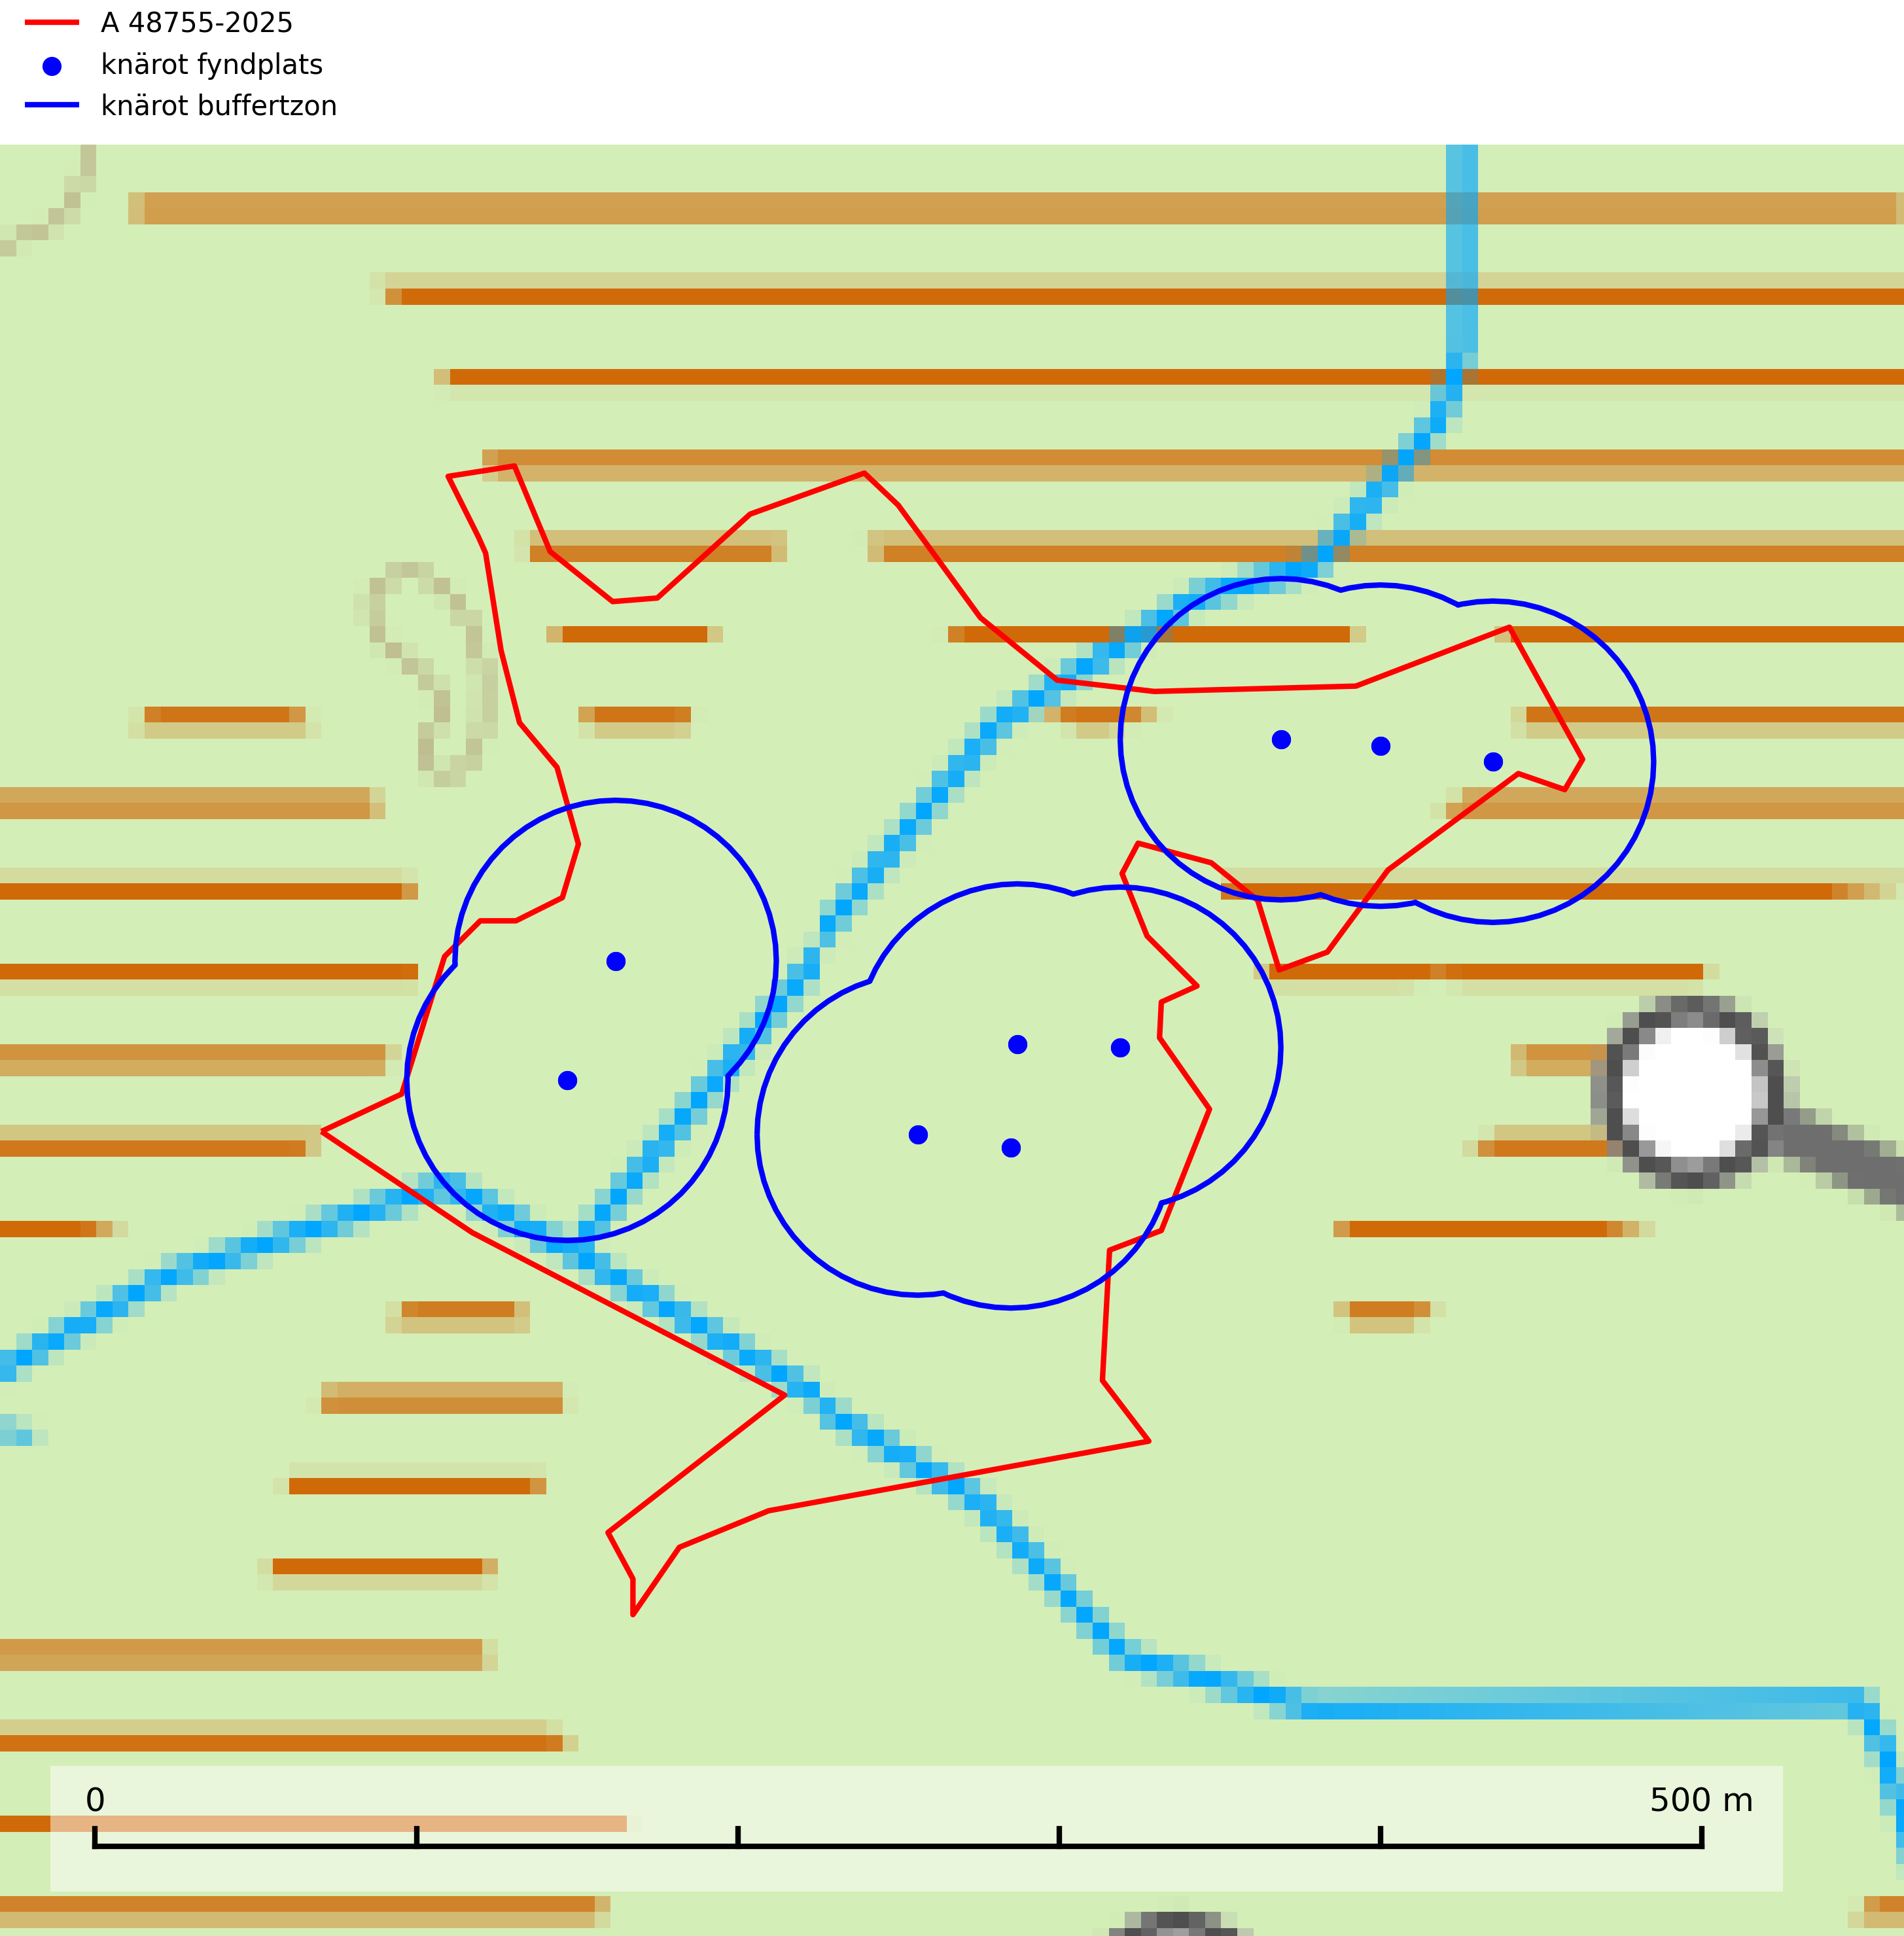 A 48755-2025
knärot fyndplats
knärot buffertzon
0 500 m